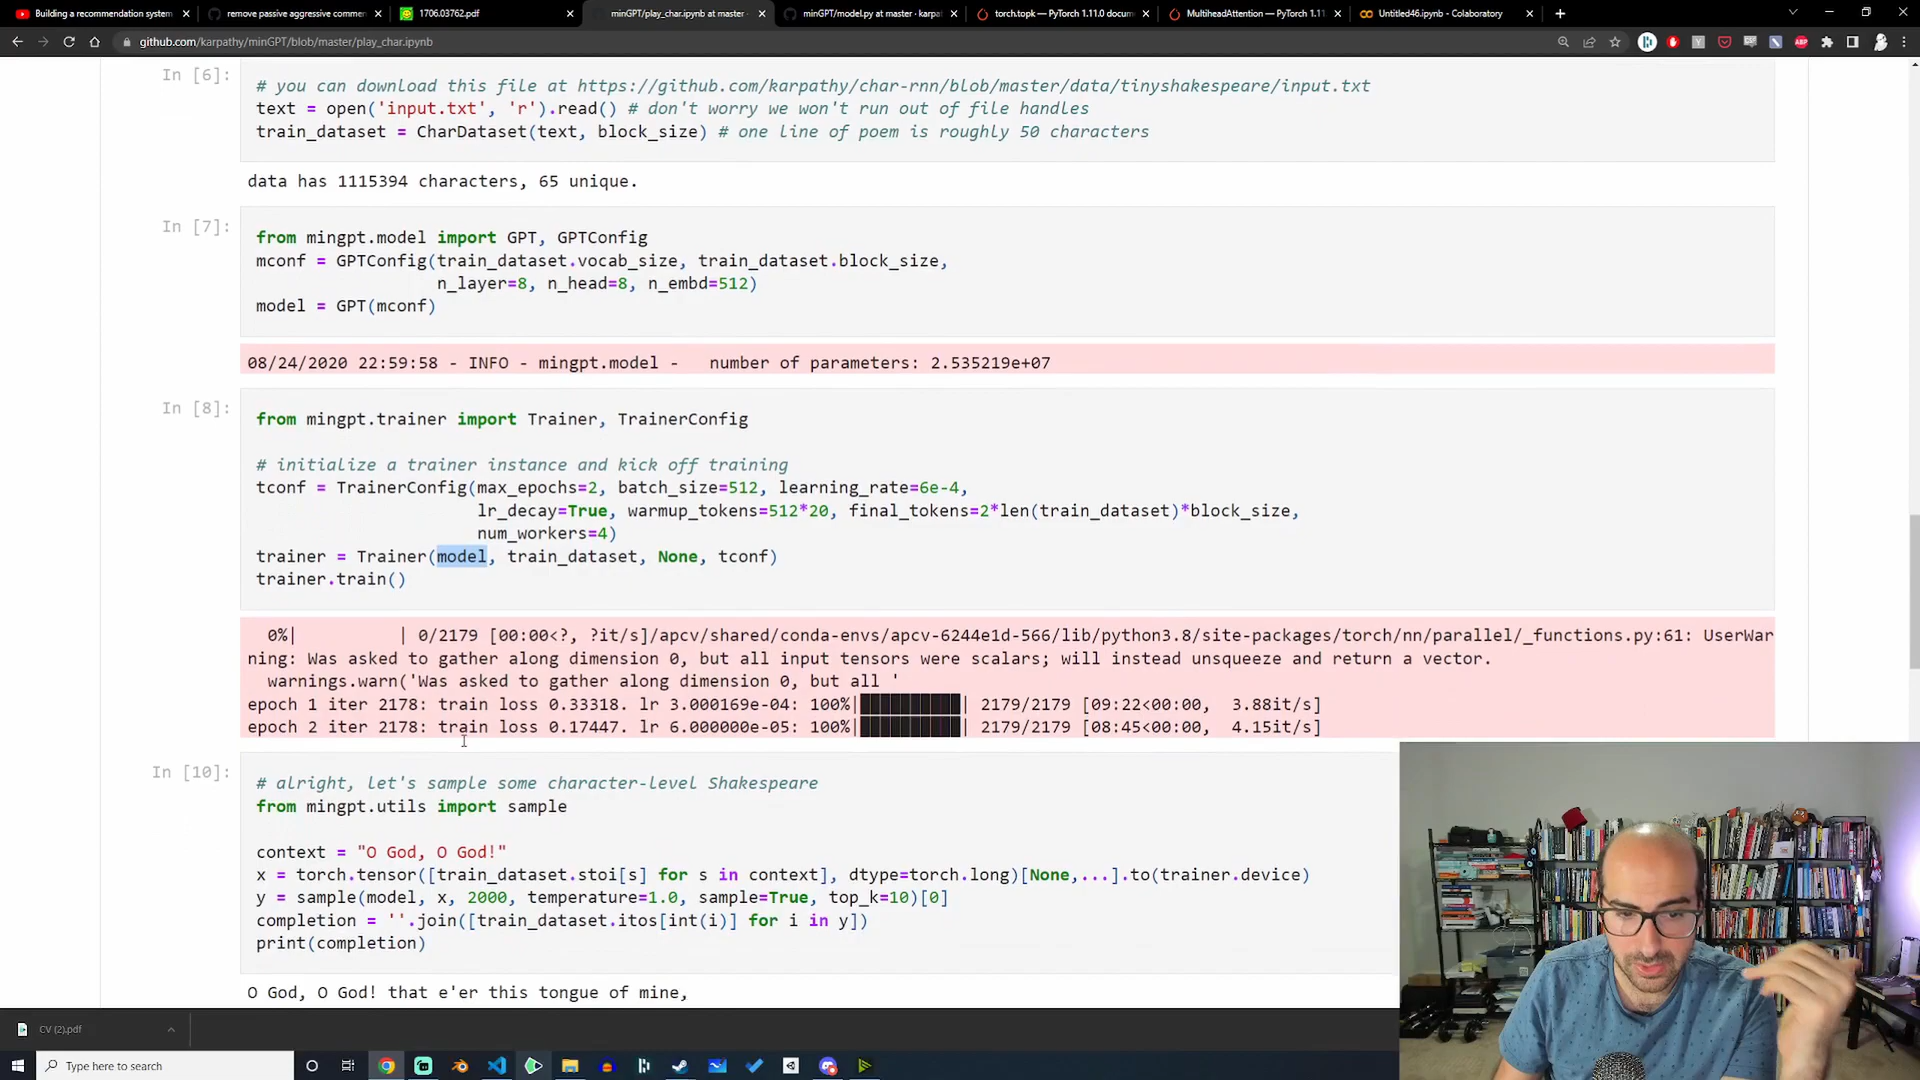 Building a recommendation system
remove passive aggressive commen
1706.03762.pdf
minGPT/play_char.ipynb at master
minGPT/model.py at master · karpa
torch.topk — PyTorch 1.11.0 docum
MultiheadAttention — PyTorch 1.11
Untitled46.ipynb - Colaboratory
github.com/karpathy/minGPT/blob/master/play_char.ipynb
In [6]:
# you can download this file at https://github.com/karpathy/char-rnn/blob/master/data/tinyshakespeare/input.txt
text = open('input.txt', 'r').read() # don't worry we won't run out of file handles
train_dataset = CharDataset(text, block_size) # one line of poem is roughly 50 characters
data has 1115394 characters, 65 unique.
In [7]:
from mingpt.model import GPT, GPTConfig
mconf = GPTConfig(train_dataset.vocab_size, train_dataset.block_size,
n_layer=8, n_head=8, n_embd=512)
model = GPT(mconf)
08/24/2020 22:59:58 - INFO - mingpt.model -   number of parameters: 2.535219e+07
In [8]:
from mingpt.trainer import Trainer, TrainerConfig
# initialize a trainer instance and kick off training
tconf = TrainerConfig(max_epochs=2, batch_size=512, learning_rate=6e-4,
lr_decay=True, warmup_tokens=512*20, final_tokens=2*len(train_dataset)*block_size,
num_workers=4)
trainer = Trainer(model, train_dataset, None, tconf)
trainer.train()
0%|          | 0/2179 [00:00<?, ?it/s]/apcv/shared/conda-envs/apcv-6244e1d-566/lib/python3.8/site-packages/torch/nn/parallel/_functions.py:61: UserWar
ning: Was asked to gather along dimension 0, but all input tensors were scalars; will instead unsqueeze and return a vector.
warnings.warn('Was asked to gather along dimension 0, but all '
epoch 1 iter 2178: train loss 0.33318. lr 3.000169e-04: 100%|██████████| 2179/2179 [09:22<00:00,  3.88it/s]
epoch 2 iter 2178: train loss 0.17447. lr 6.000000e-05: 100%|██████████| 2179/2179 [08:45<00:00,  4.15it/s]
In [10]:
# alright, let's sample some character-level Shakespeare
from mingpt.utils import sample
context = "O God, O God!"
x = torch.tensor([train_dataset.stoi[s] for s in context], dtype=torch.long)[None,...].to(trainer.device)
y = sample(model, x, 2000, temperature=1.0, sample=True, top_k=10)[0]
completion = ''.join([train_dataset.itos[int(i)] for i in y])
print(completion)
O God, O God! that e'er this tongue of mine,
CV (2).pdf
Type here to search